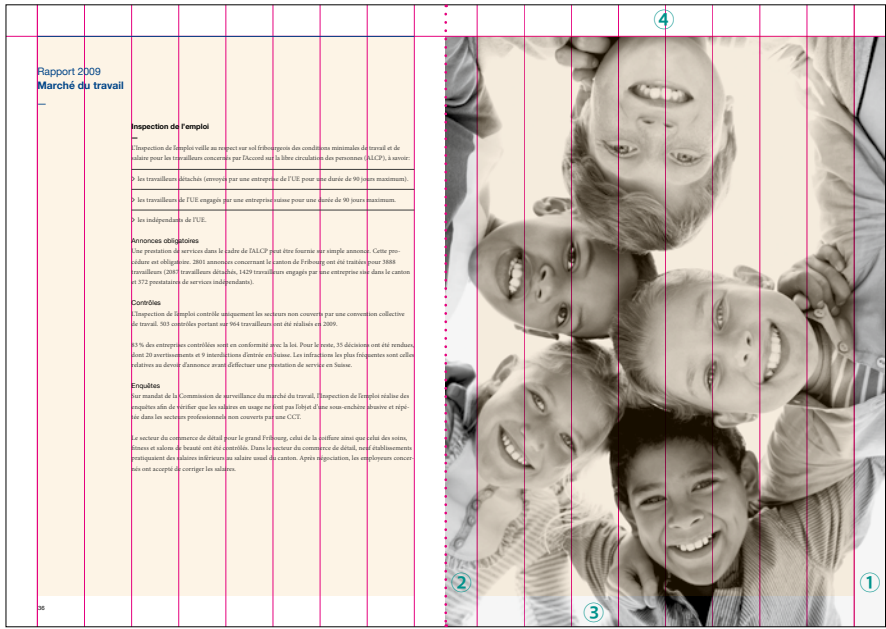 Rapport 2009
Marché du travail
—
Inspection de l'emploi
—
L'Inspection de l'emploi veille au respect sur sol fribourgeois des conditions minimales de travail et de
salaire pour les travailleurs concernés par l'Accord sur la libre circulation des personnes (ALCP), à savoir:
> les travailleurs détachés (envoyés par une entreprise de l'UE pour une durée de 90 jours maximum).
> les travailleurs de l'UE engagés par une entreprise suisse pour une durée de 90 jours maximum.
> les indépendants de l'UE.
Annonces obligatoires
Une prestation de services dans le cadre de l'ALCP peut être fournie sur simple annonce. Cette pro-
cédure est obligatoire. 2801 annonces concernant le canton de Fribourg ont été traitées pour 3888
travailleurs (2087 travailleurs détachés, 1429 travailleurs engagés par une entreprise sise dans le canton
et 372 prestataires de services indépendants).
Contrôles
L'Inspection de l'emploi contrôle uniquement les secteurs non couverts par une convention collective
de travail. 503 contrôles portant sur 964 travailleurs ont été réalisés en 2009.
83 % des entreprises contrôlées sont en conformité avec la loi. Pour le reste, 35 décisions ont été rendues,
dont 20 avertissements et 9 interdictions d'entrée en Suisse. Les infractions les plus fréquentes sont celles
relatives au devoir d'annonce avant d'effectuer une prestation de service en Suisse.
Enquêtes
Sur mandat de la Commission de surveillance du marché du travail, l'Inspection de l'emploi réalise des
enquêtes afin de vérifier que les salaires en usage ne font pas l'objet d'une sous-enchère abusive et répé-
tée dans les secteurs professionnels non couverts par une CCT.
Le secteur du commerce de détail pour le grand Fribourg, celui de la coiffure ainsi que celui des soins,
fitness et salons de beauté ont été contrôlés. Dans le secteur du commerce de détail, neuf établissements
pratiquaient des salaires inférieurs au salaire usuel du canton. Après négociation, les employeurs concer-
nés ont accepté de corriger les salaires.
36
④
②
①
③